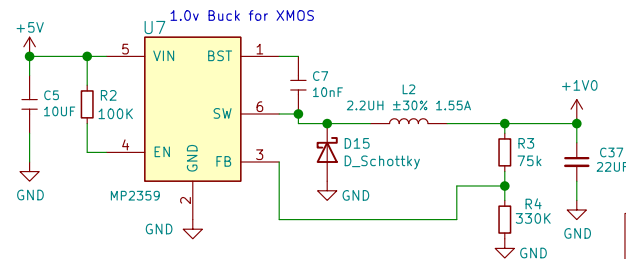 1.0v Buck for XMOS
U7
+5V
5
VIN
BST
1
C7
10nF
L2
2.2UH ±30% 1.55A
+1V0
C5
10UF
R2
100K
SW
6
4
EN
GND
FB
3
D15
D_Schottky
R3
75k
C37
22UF
MP2359
2
GND
GND
GND
R4
330K
GND
GND